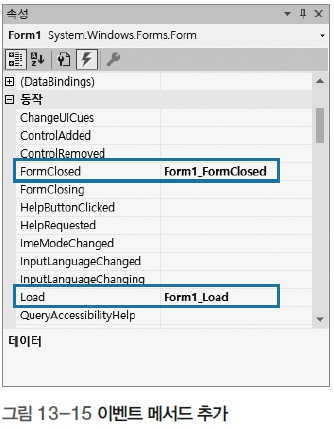 속성
Form1 System.Windows.Forms.Form
(DataBindings)
동작
ChangeUICues
ControlAdded
ControlRemoved
FormClosed Form1_FormClosed
FormClosing
HelpButtonClicked
HelpRequested
ImeModeChanged
InputLanguageChanged
InputLanguageChanging
Load Form1_Load
QueryAccessibilityHelp
데이터
그림 13-15 이벤트 메서드 추가